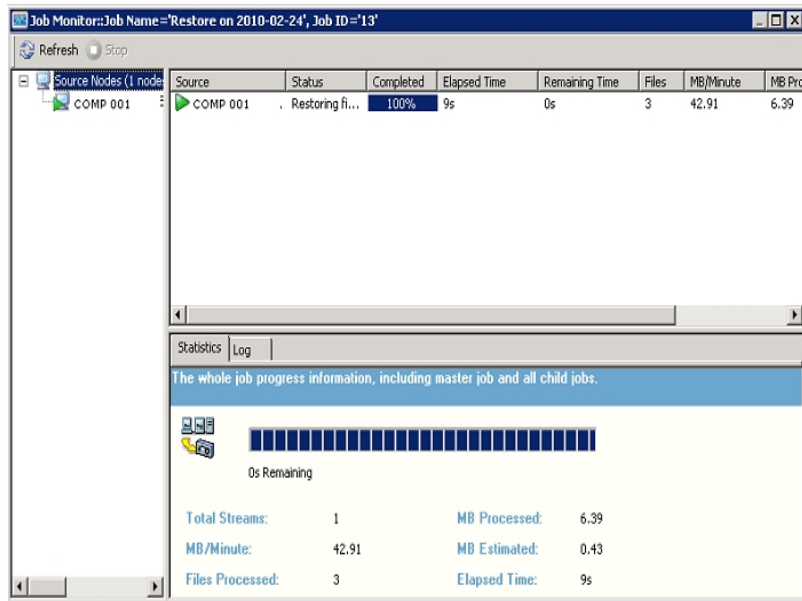 Job Monitor::Job Name='Restore on 2010-02-24', Job ID='13'
Refresh Stop
Source Nodes (1 node
COMP 001
Source Status Completed Elapsed Time Remaining Time Files MB/Minute MB Pro
COMP 001 . Restoring fi... 100% 9s 0s 3 42.91 6.39
Statistics Log
The whole job progress information, including master job and all child jobs.
0s Remaining
Total Streams: 1 MB Processed: 6.39
MB/Minute: 42.91 MB Estimated: 0.43
Files Processed: 3 Elapsed Time: 9s